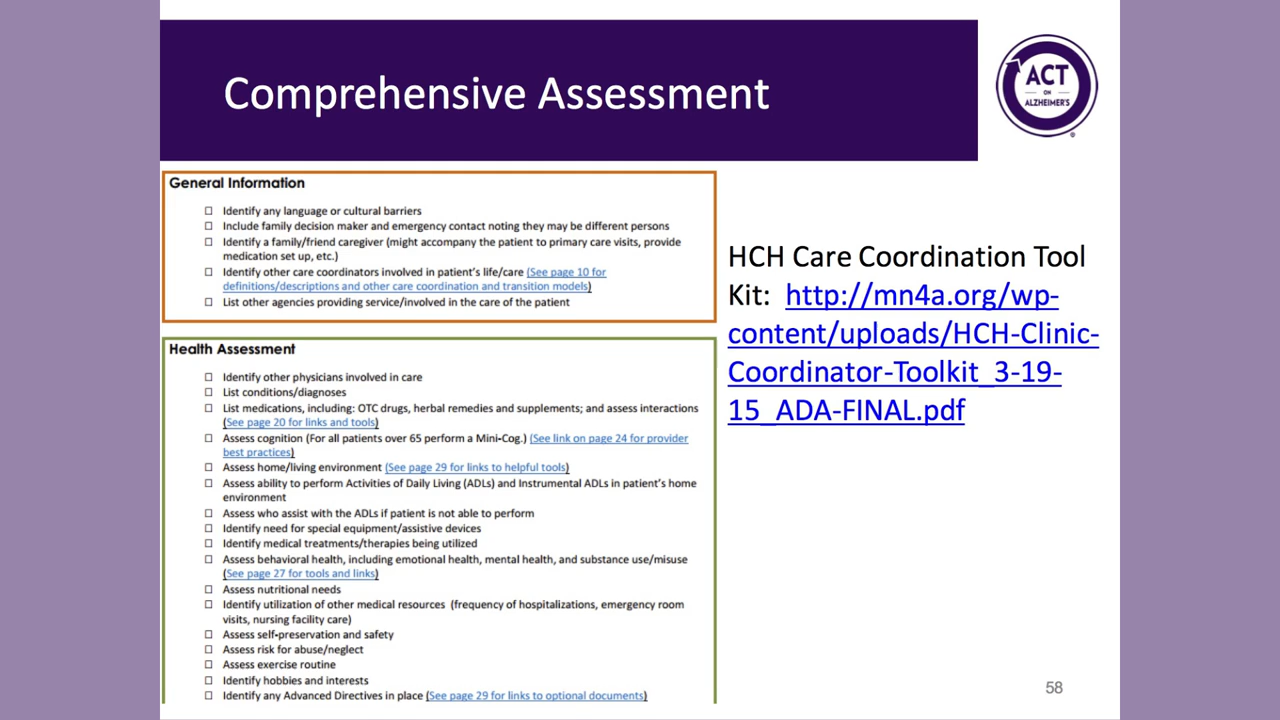 Comprehensive Assessment
ACT
ON
ALZHEIMER'S
®
General Information
☐ Identify any language or cultural barriers
☐ Include family decision maker and emergency contact noting they may be different persons
☐ Identify a family/friend caregiver (might accompany the patient to primary care visits, provide
medication set up, etc.)
☐ Identify other care coordinators involved in patient's life/care (See page 10 for
definitions/descriptions and other care coordination and transition models)
☐ List other agencies providing service/involved in the care of the patient
Health Assessment
☐ Identify other physicians involved in care
☐ List conditions/diagnoses
☐ List medications, including: OTC drugs, herbal remedies and supplements; and assess interactions
(See page 20 for links and tools)
☐ Assess cognition (For all patients over 65 perform a Mini-Cog.) (See link on page 24 for provider
best practices)
☐ Assess home/living environment (See page 29 for links to helpful tools)
☐ Assess ability to perform Activities of Daily Living (ADLs) and Instrumental ADLs in patient's home
environment
☐ Assess who assist with the ADLs if patient is not able to perform
☐ Identify need for special equipment/assistive devices
☐ Identify medical treatments/therapies being utilized
☐ Assess behavioral health, including emotional health, mental health, and substance use/misuse
(See page 27 for tools and links)
☐ Assess nutritional needs
☐ Identify utilization of other medical resources (frequency of hospitalizations, emergency room
visits, nursing facility care)
☐ Assess self-preservation and safety
☐ Assess risk for abuse/neglect
☐ Assess exercise routine
☐ Identify hobbies and interests
☐ Identify any Advanced Directives in place (See page 29 for links to optional documents)
HCH Care Coordination Tool
Kit: http://mn4a.org/wp-
content/uploads/HCH-Clinic-
Coordinator-Toolkit_3-19-
15_ADA-FINAL.pdf
58